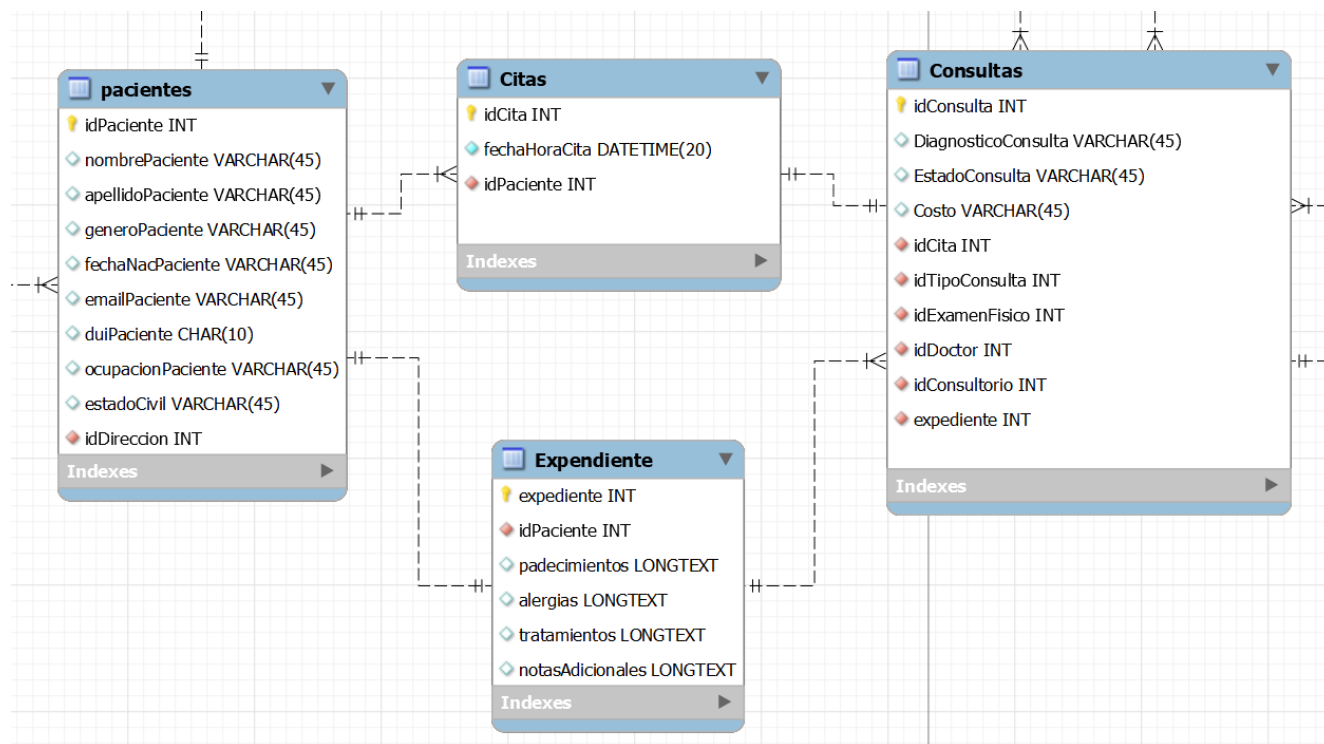 pacientes
idPaciente INT
nombrePaciente VARCHAR(45)
apellidoPaciente VARCHAR(45)
generoPaciente VARCHAR(45)
fechaNacPaciente VARCHAR(45)
emailPaciente VARCHAR(45)
duiPaciente CHAR(10)
ocupacionPaciente VARCHAR(45)
estadoCivil VARCHAR(45)
idDireccion INT
Indexes
Citas
idCita INT
fechaHoraCita DATETIME(20)
idPaciente INT
Indexes
Expendiente
expediente INT
idPaciente INT
padecimientos LONGTEXT
alergias LONGTEXT
tratamientos LONGTEXT
notasAdicionales LONGTEXT
Indexes
Consultas
idConsulta INT
DiagnosticoConsulta VARCHAR(45)
EstadoConsulta VARCHAR(45)
Costo VARCHAR(45)
idCita INT
idTipoConsulta INT
idExamenFisico INT
idDoctor INT
idConsultorio INT
expediente INT
Indexes